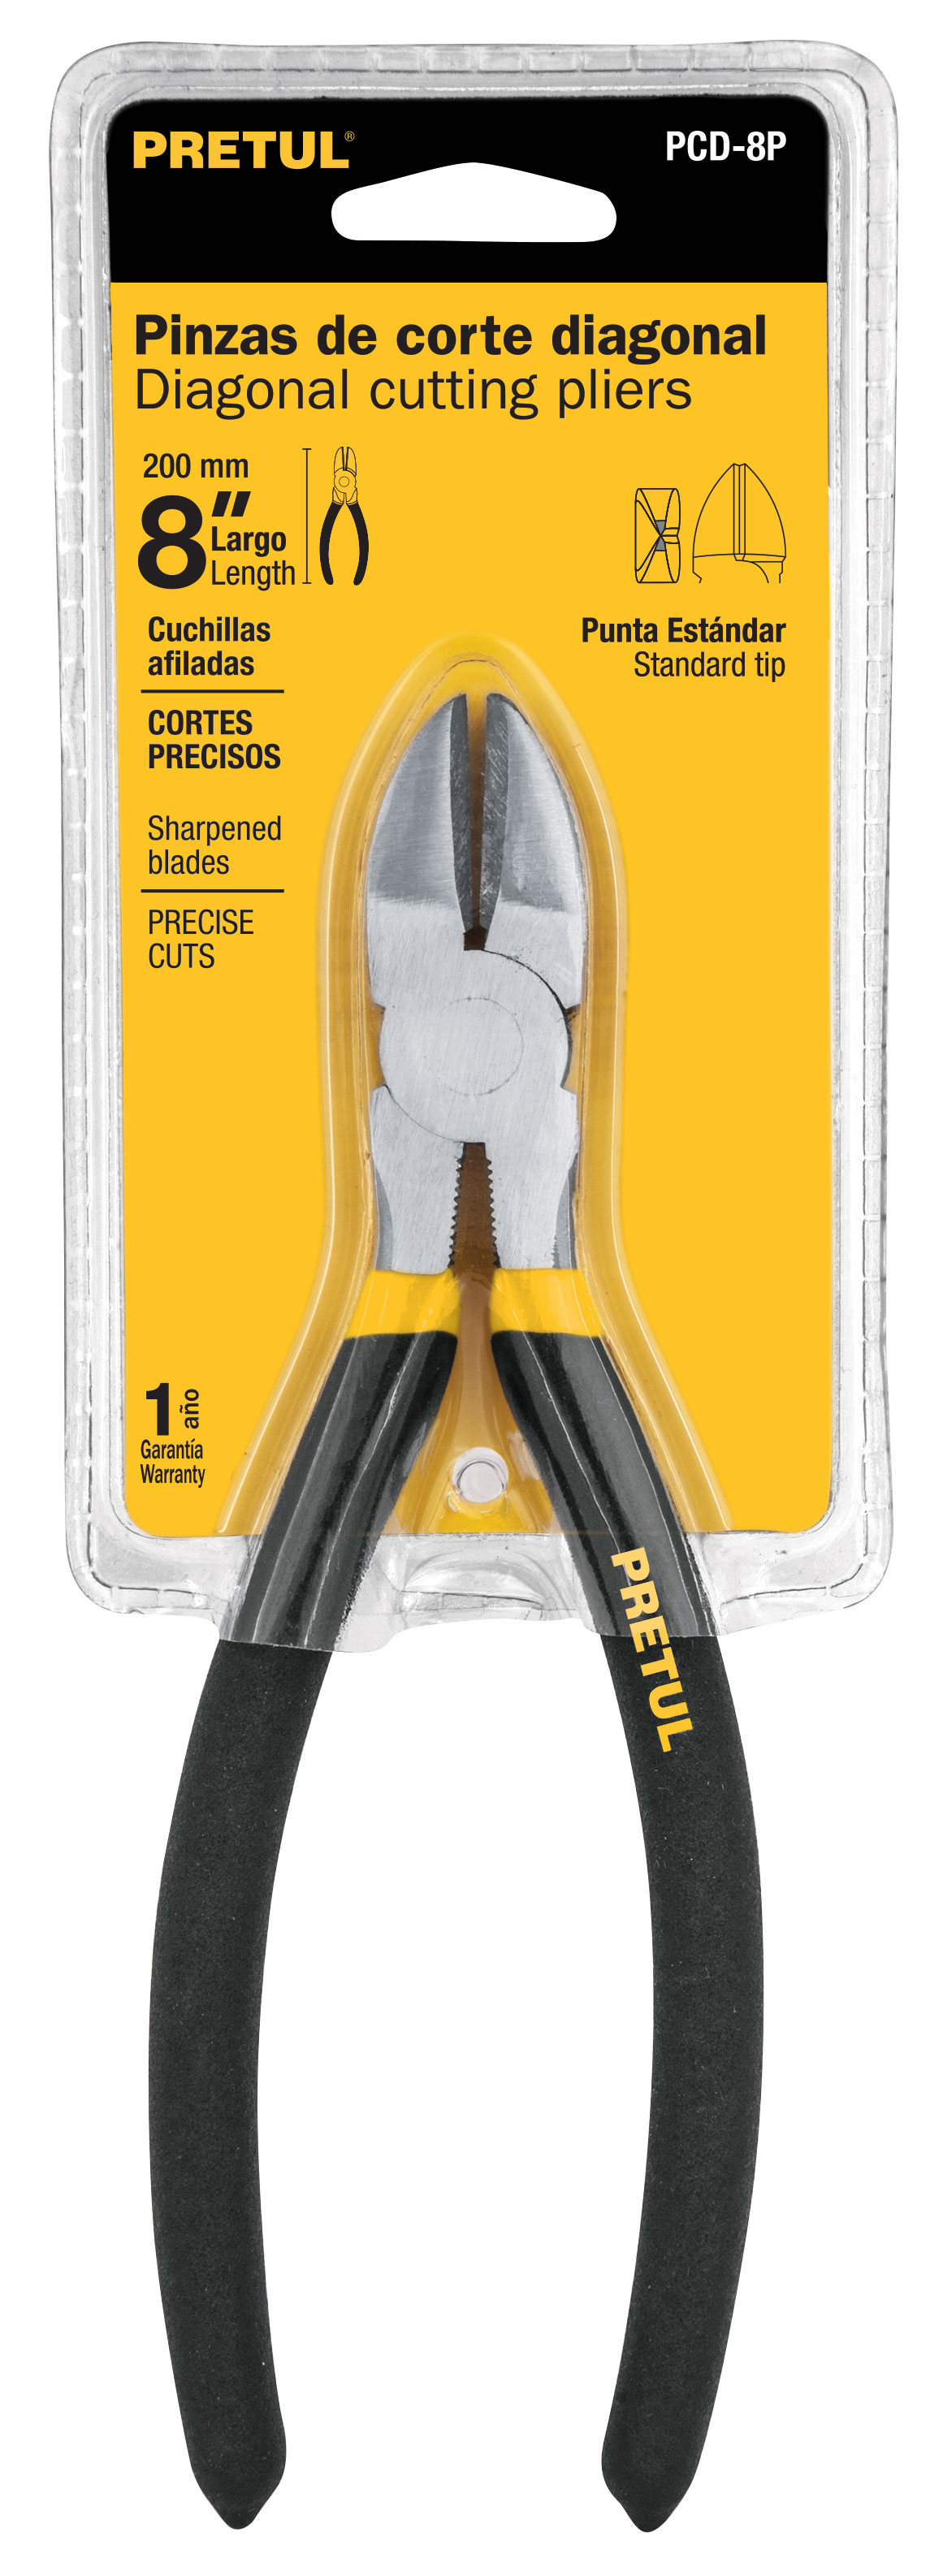 PRETUL®
PCD-8P
Pinzas de corte diagonal
Diagonal cutting pliers
200 mm
8"
Largo
Length
Punta Estándar
Standard tip
Cuchillas
afiladas
CORTES
PRECISOS
Sharpened
blades
PRECISE
CUTS
1 año
Garantía
Warranty
PRETUL